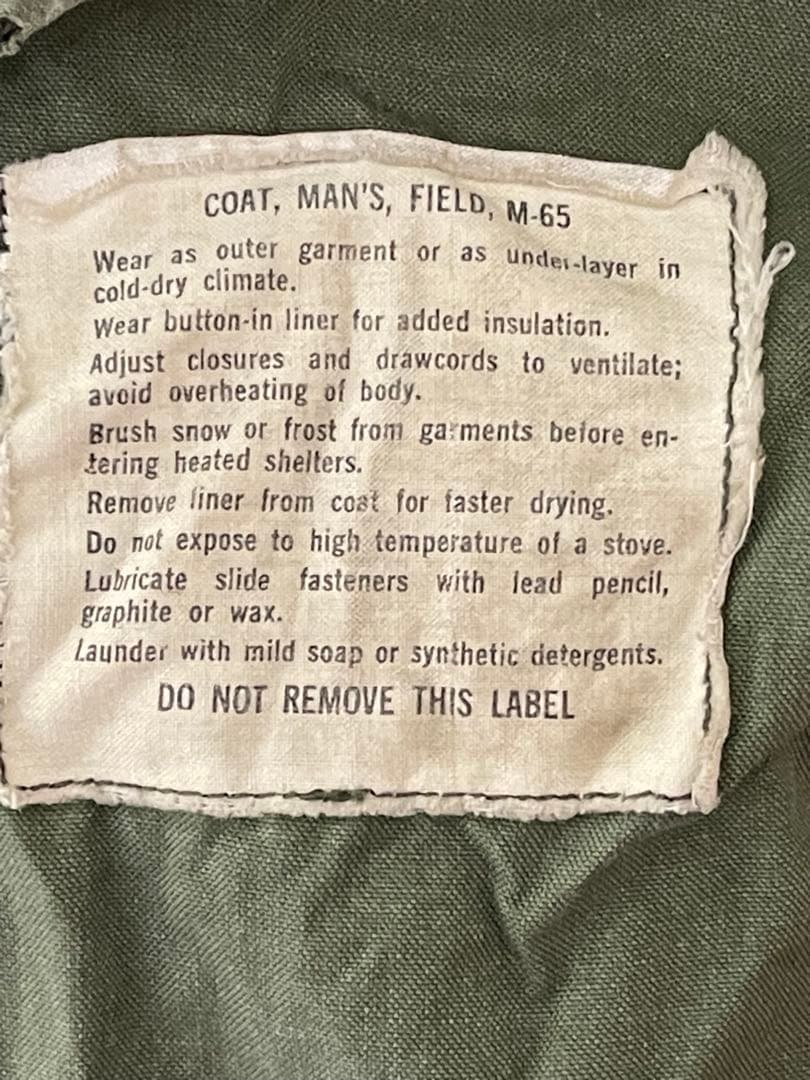 COAT, MAN'S, FIELD, M-65
Wear as outer garment or as under-layer in
cold-dry climate.
Wear button-in liner for added insulation.
Adjust closures and drawcords to ventilate;
avoid overheating of body.
Brush snow or frost from garments before en-
tering heated shelters.
Remove liner from coat for faster drying.
Do not expose to high temperature of a stove.
Lubricate slide fasteners with lead pencil,
graphite or wax.
Launder with mild soap or synthetic detergents.
DO NOT REMOVE THIS LABEL